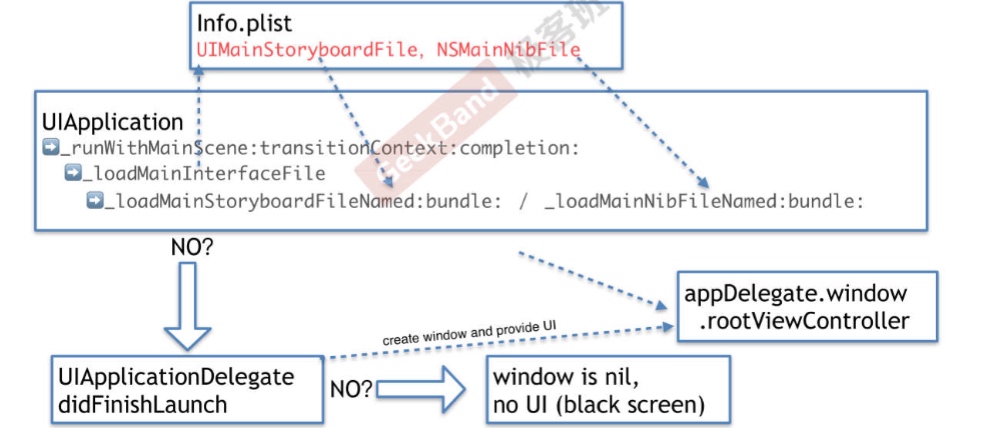 Info.plist
UIMainStoryboardFile, NSMainNibFile
UIApplication
_runWithMainScene:transitionContext:completion:
_loadMainInterfaceFile
_loadMainStoryboardFileNamed:bundle: / _loadMainNibFileNamed:bundle:
GeekBand 极客班
NO?
appDelegate.window
.rootViewController
create window and provide UI
UIApplicationDelegate
didFinishLaunch
NO?
window is nil,
no UI (black screen)